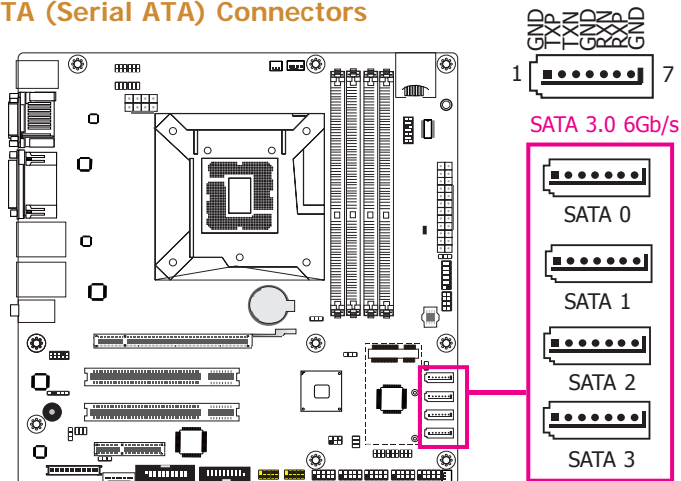 TA (Serial ATA) Connectors
GND
TXP
TXN
GND
RXN
RXP
GND
1
7
SATA 3.0 6Gb/s
SATA 0
SATA 1
SATA 2
SATA 3